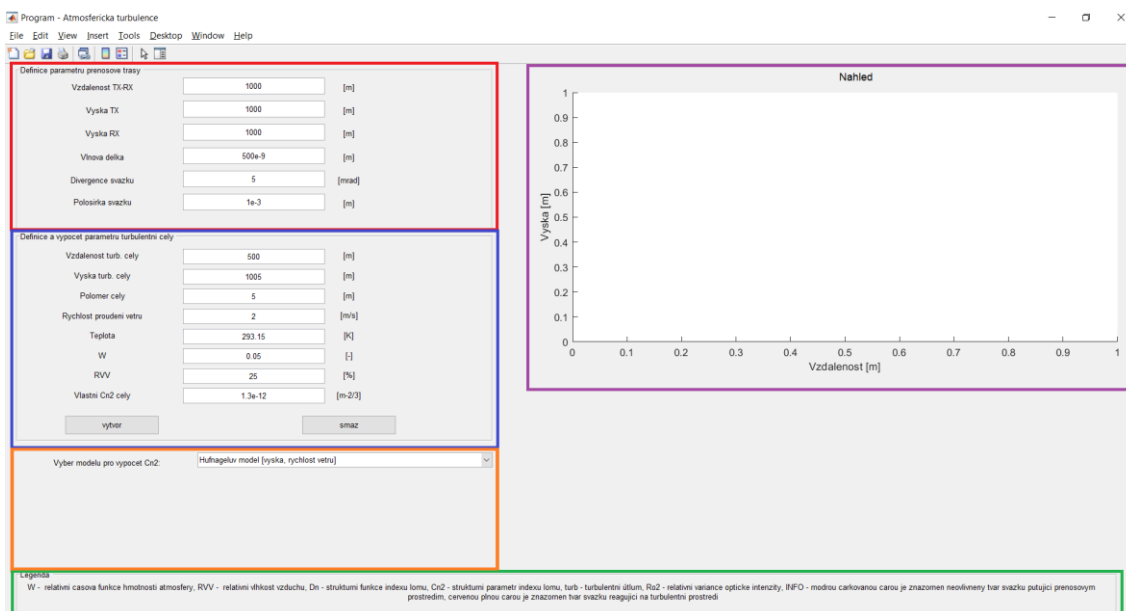 Program - Atmosfericka turbulence
File Edit View Insert Tools Desktop Window Help
Definice parametru prenosove trasy
Vzdalenost TX-RX 1000 [m]
Vyska TX 1000 [m]
Vyska RX 1000 [m]
Vlnova delka 500e-9 [m]
Divergence svazku 5 [mrad]
Polosirka svazku 1e-3 [m]
Definice a vypocet parametru turbulentni cely
Vzdalenost turb. cely 500 [m]
Vyska turb. cely 1005 [m]
Polomer cely 5 [m]
Rychlost proudeni vetru 2 [m/s]
Teplota 293.15 [K]
W 0.05 [-]
RVV 25 [%]
Vlastni Cn2 cely 1.3e-12 [m-2/3]
vytvor smaz
Vyber modelu pro vypocet Cn2: Hufnageluv model [vyska, rychlost vetru]
Nahled
Vyska [m]
1
0.9
0.8
0.7
0.6
0.5
0.4
0.3
0.2
0.1
0
0 0.1 0.2 0.3 0.4 0.5 0.6 0.7 0.8 0.9 1
Vzdalenost [m]
Legenda
W - relativni casova funkce hmotnosti atmosfery, RVV - relativni vlhkost vzduchu, Dn - strukturni funkce indexu lomu, Cn2 - strukturni parametr indexu lomu, turb - turbulentni útlum, Ro2 - relativni variance opticke intenzity, INFO - modrou carkovanou carou je znazornen neovlivneny tvar svazku putujici prenosovym
prostredim, cervenou plnou carou je znazornen tvar svazku reagujici na turbulentni prostredi